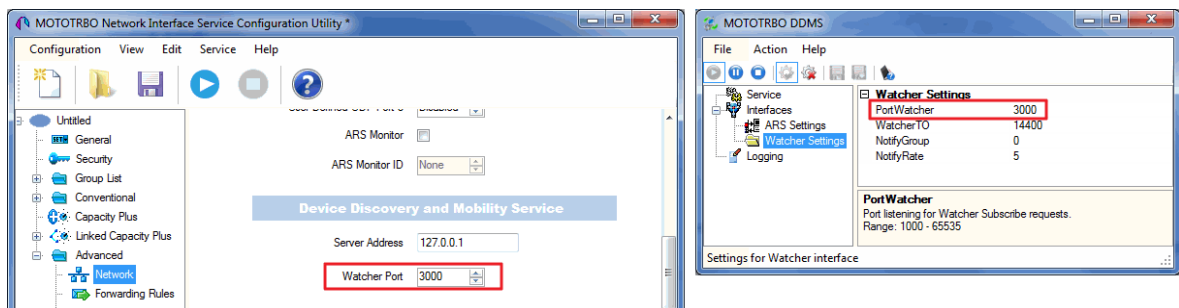 MOTOTRBO Network Interface Service Configuration Utility *
Configuration View Edit Service Help
Untitled
General
Security
Group List
Conventional
Capacity Plus
Linked Capacity Plus
Advanced
Network
Forwarding Rules
Disabled
ARS Monitor
ARS Monitor ID None
Device Discovery and Mobility Service
Server Address 127.0.0.1
Watcher Port 3000
MOTOTRBO DDMS
File Action Help
Service
Interfaces
ARS Settings
Watcher Settings
Logging
Watcher Settings
PortWatcher 3000
WatcherTO 14400
NotifyGroup 0
NotifyRate 5
PortWatcher
Port listening for Watcher Subscribe requests.
Range: 1000 - 65535
Settings for Watcher interface